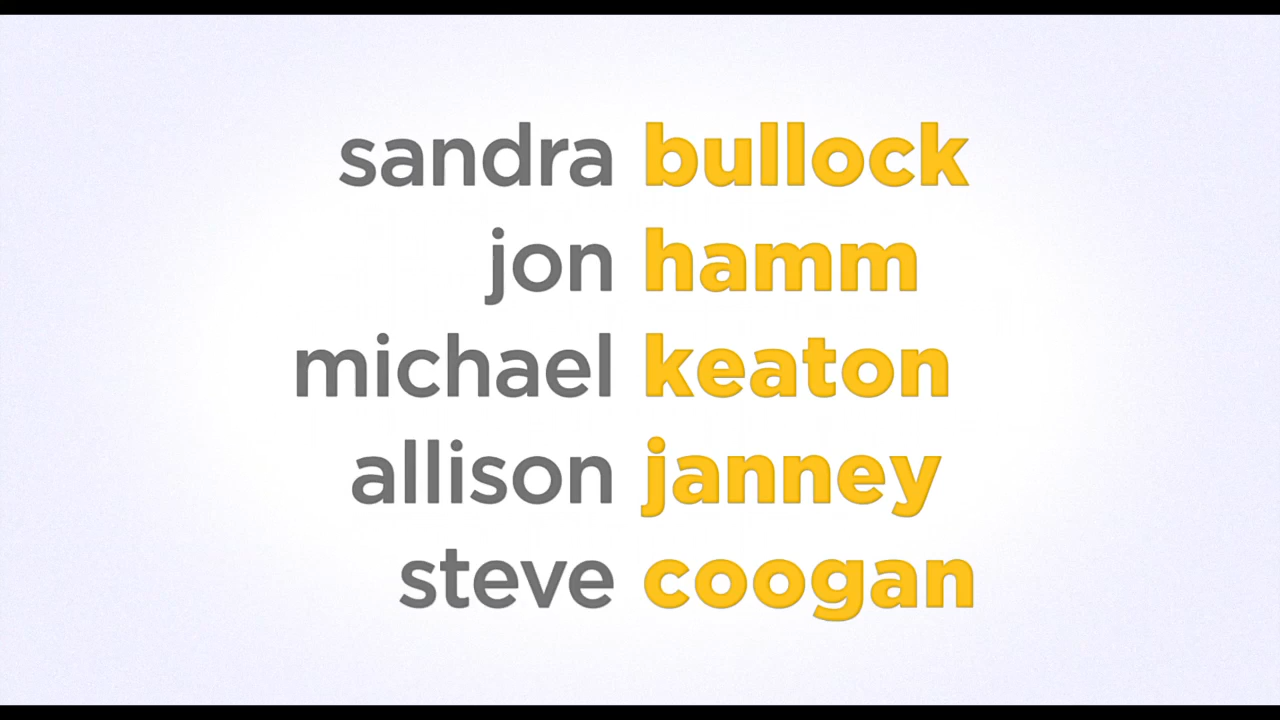 sandra bullock
jon hamm
michael keaton
allison janney
steve coogan